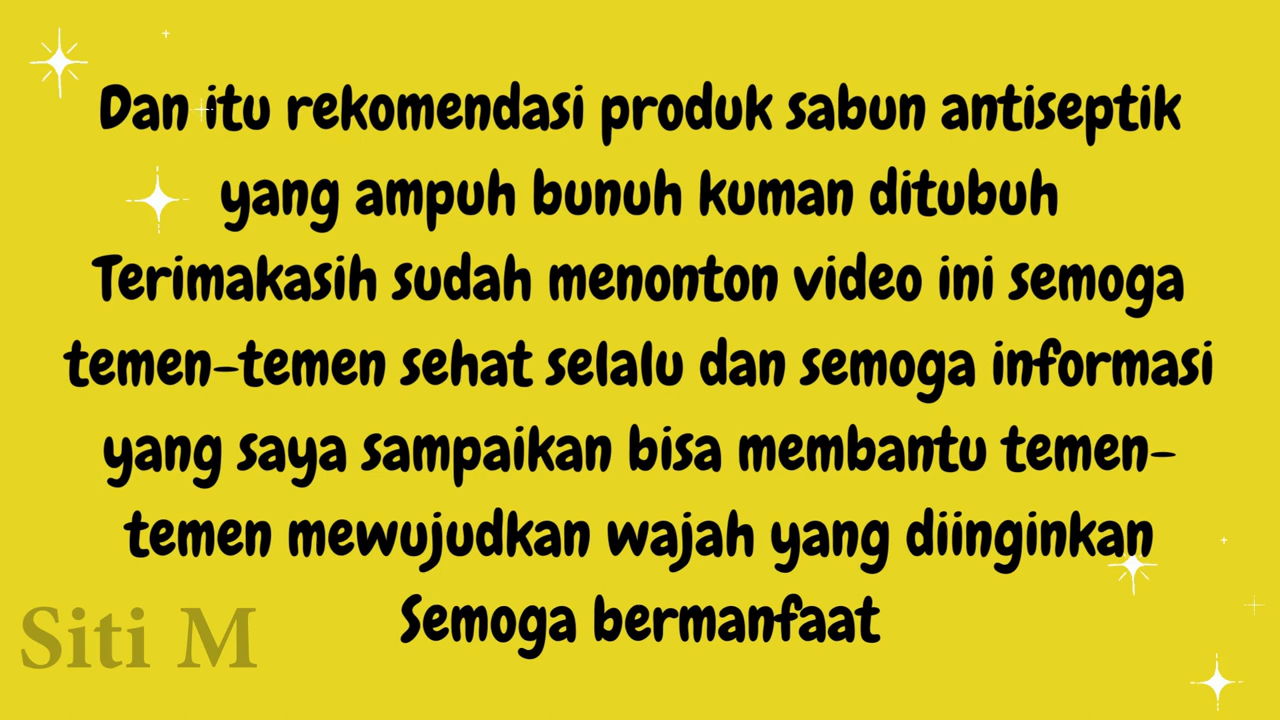 Dan itu rekomendasi produk sabun antiseptik
yang ampuh bunuh kuman ditubuh
Terimakasih sudah menonton video ini semoga
temen-temen sehat selalu dan semoga informasi
yang saya sampaikan bisa membantu temen-
temen mewujudkan wajah yang diinginkan
Semoga bermanfaat
Siti M